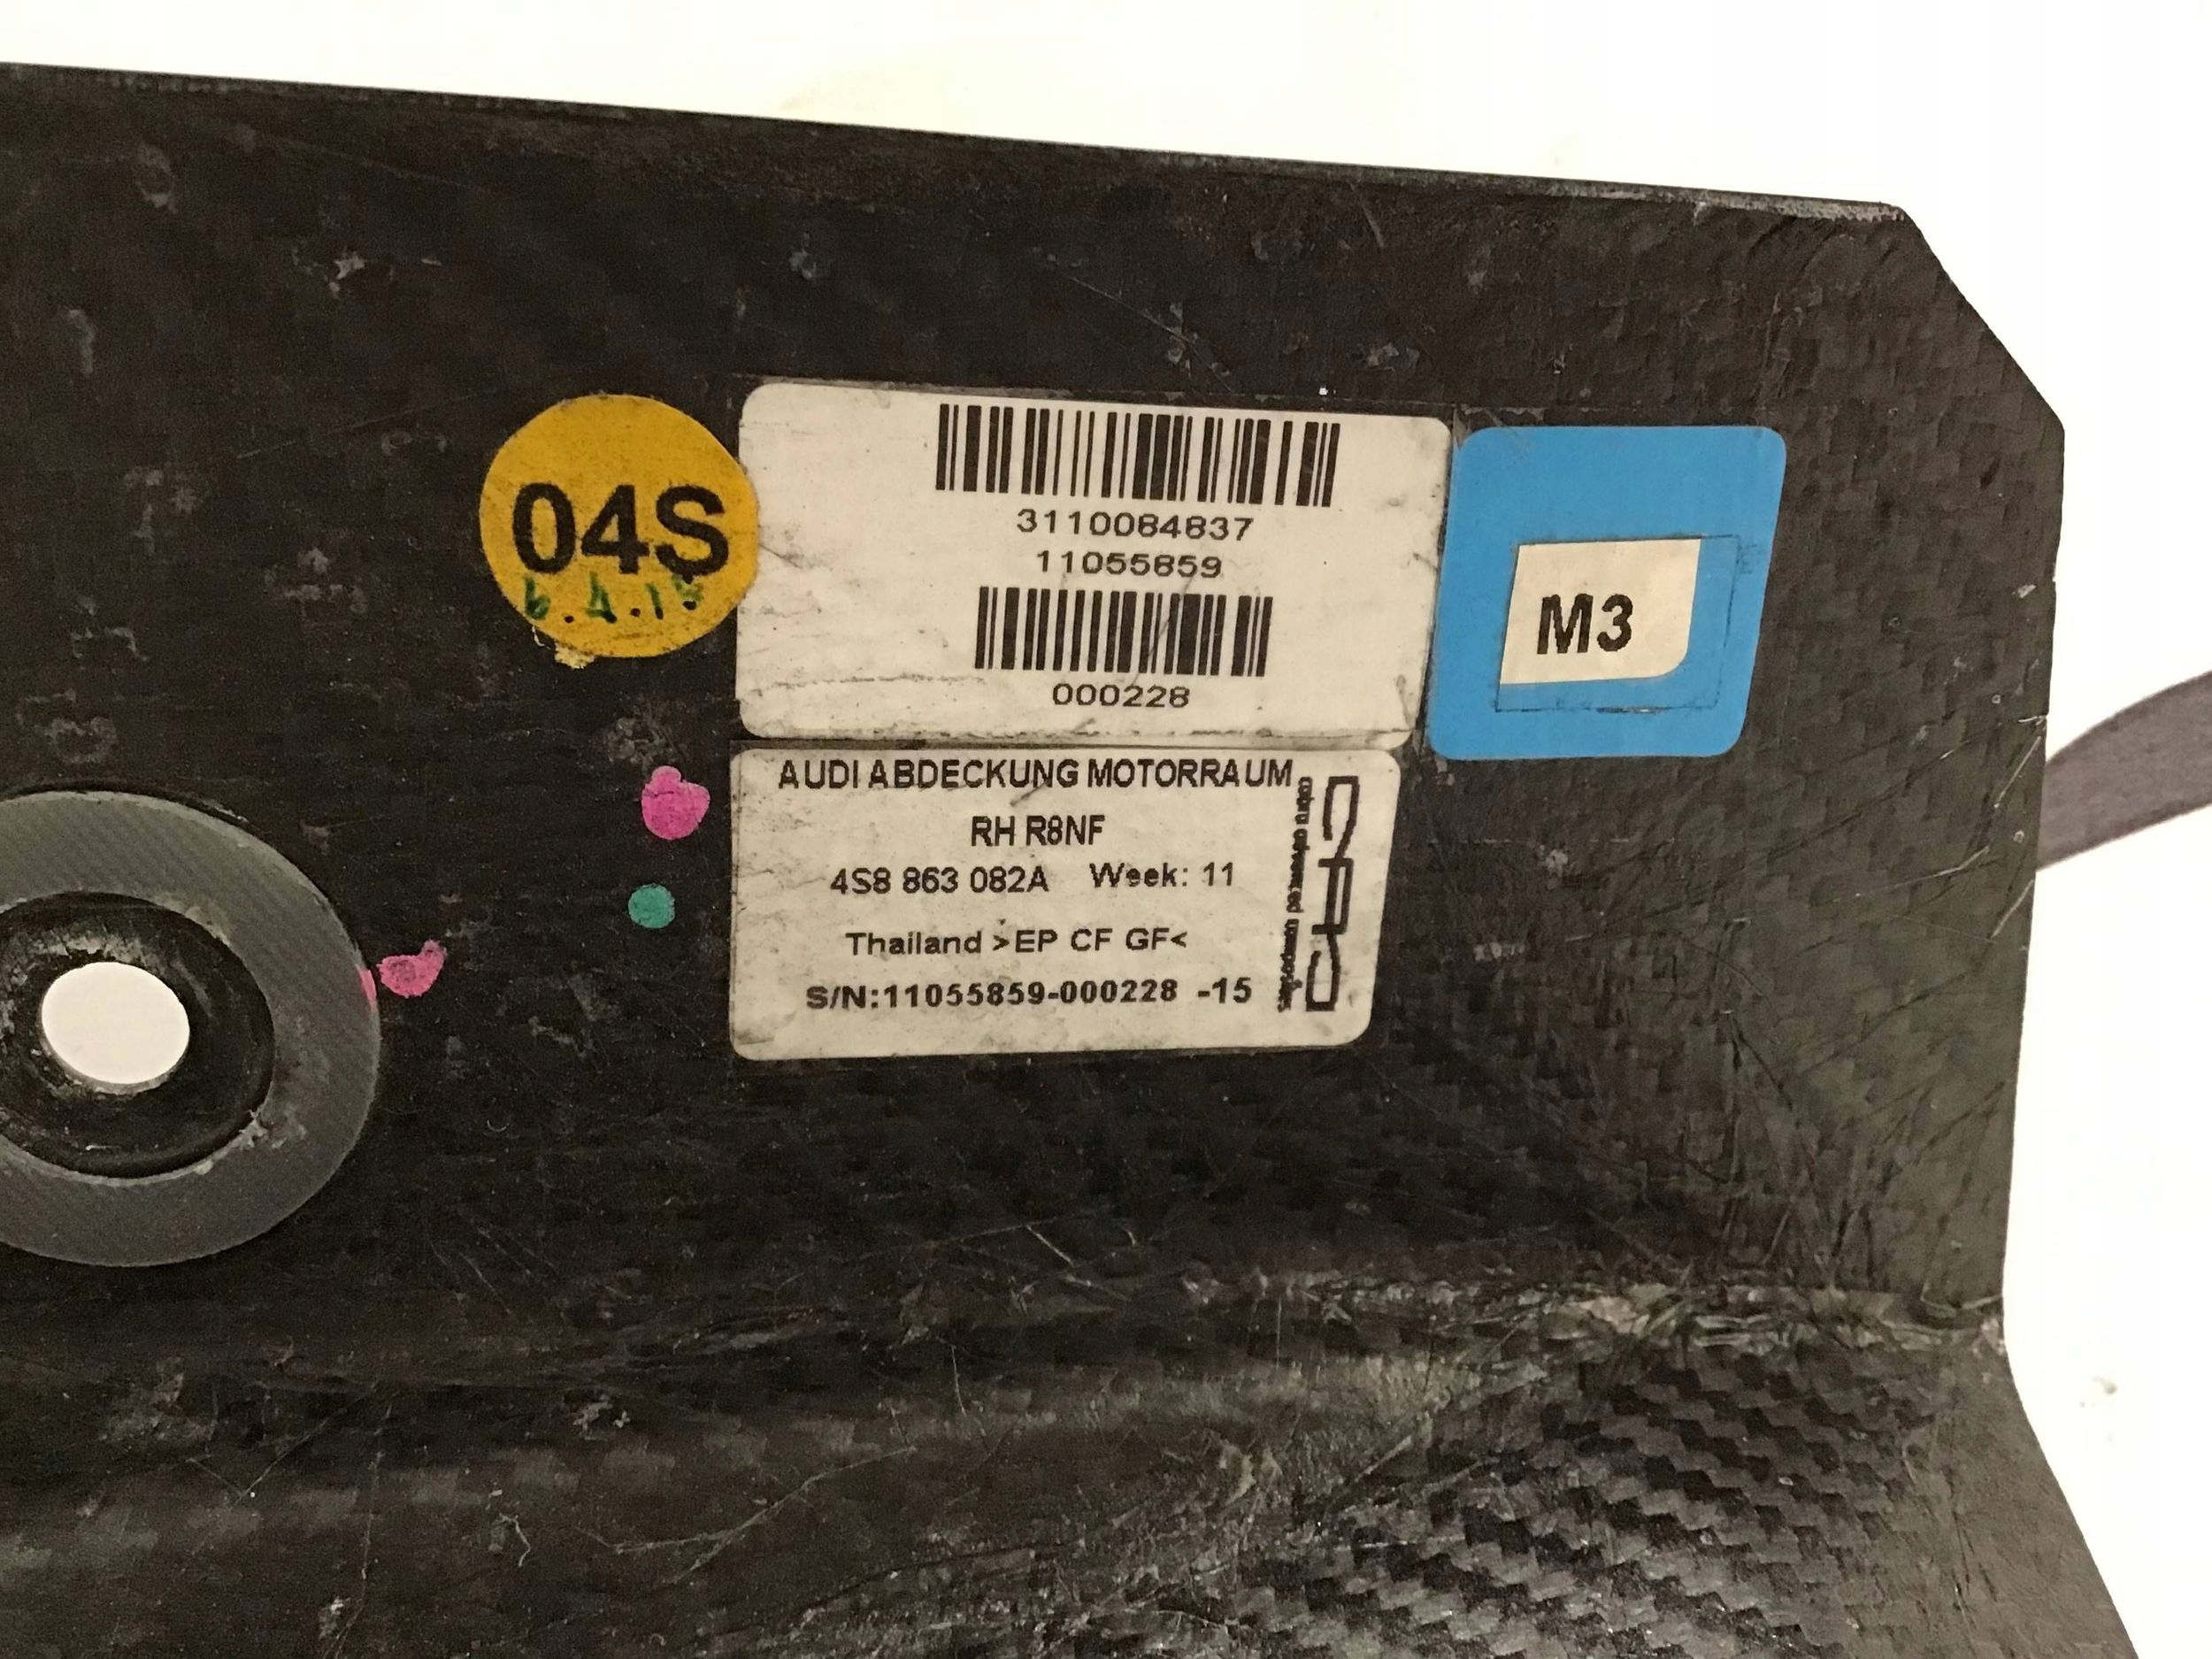 04S
3110084837
11055859
000228
M3
AUDI ABDECKUNG MOTORRAUM
RH R8NF
4S8 863 082A Week: 11
Thailand >EP CF GF<
S/N:11055859-000228 -15